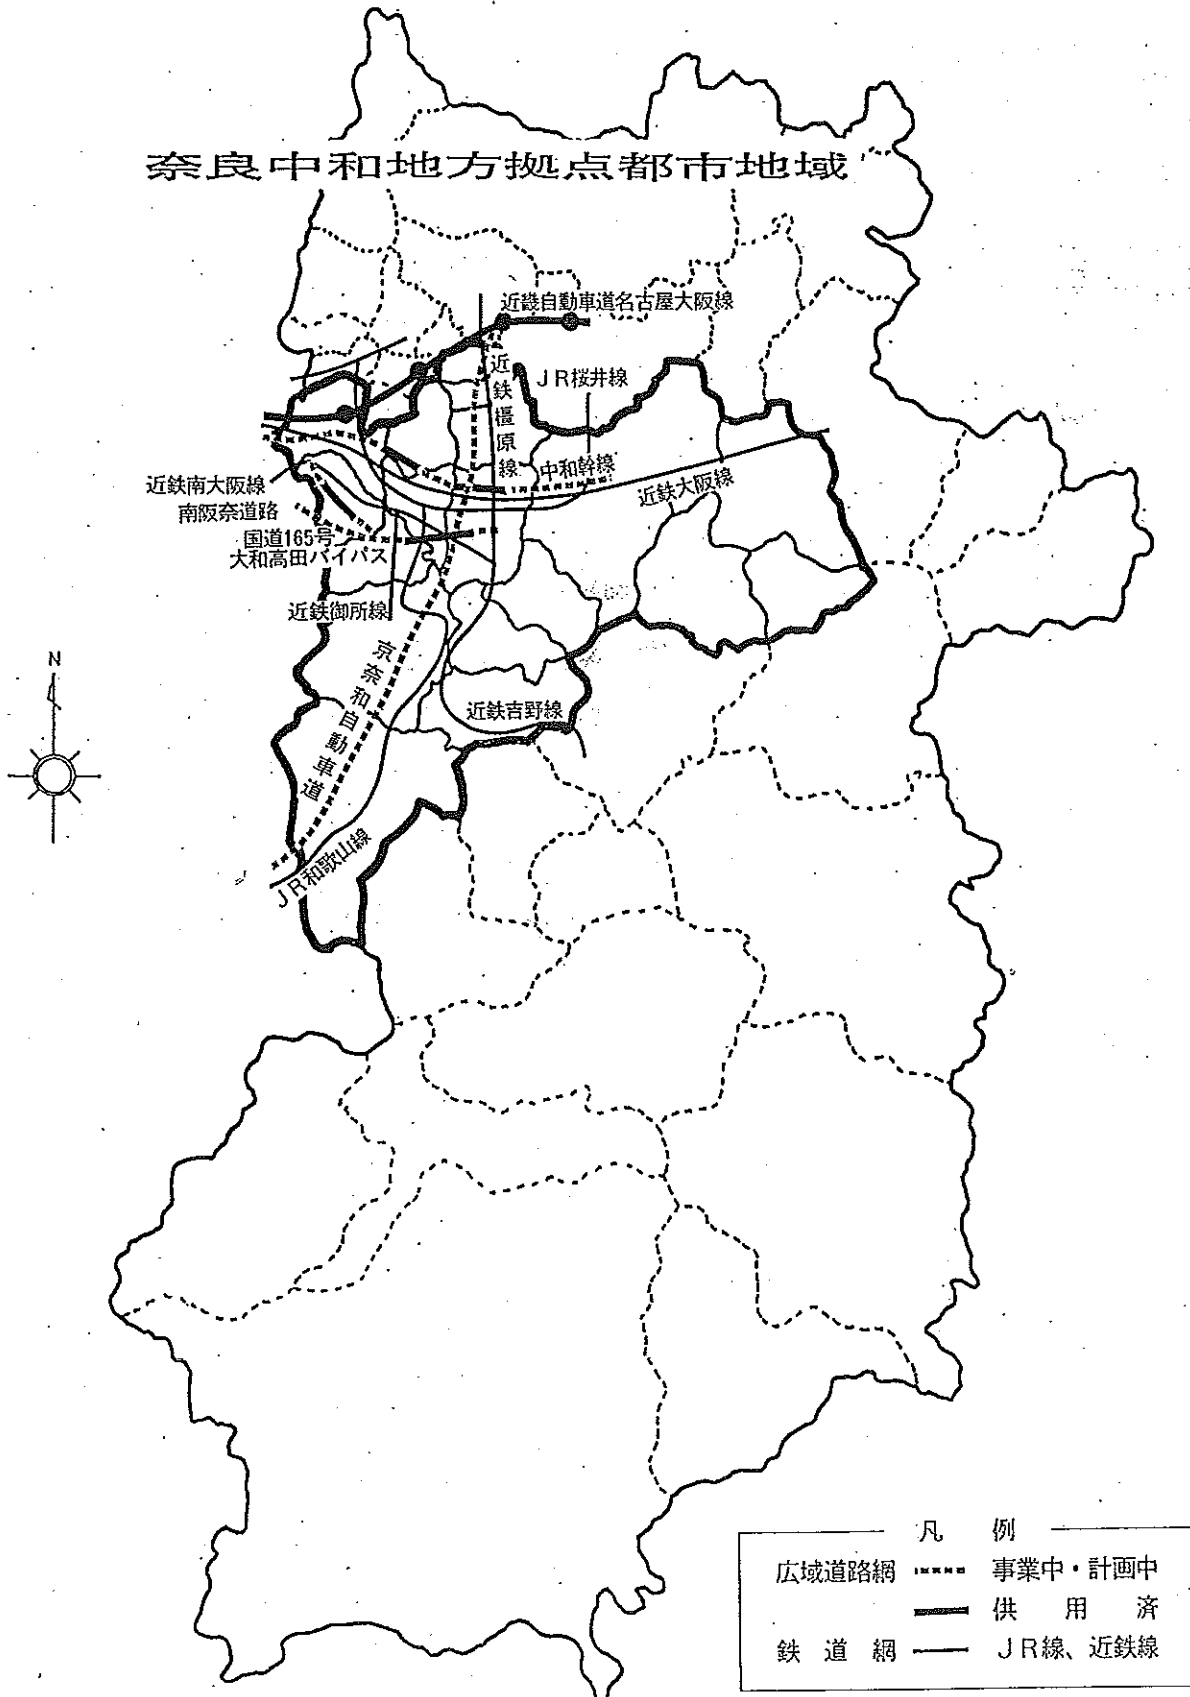 奈良中和地方拠点都市地域
近畿自動車道名古屋大阪線
近鉄橿原線
JR桜井線
中和幹線
近鉄大阪線
近鉄南大阪線
南阪奈道路
国道165号
大和高田バイパス
近鉄御所線
京奈和自動車道
近鉄吉野線
JR和歌山線
N
凡 例
広域道路網 事業中・計画中
供 用 済
鉄 道 網 JR線、近鉄線